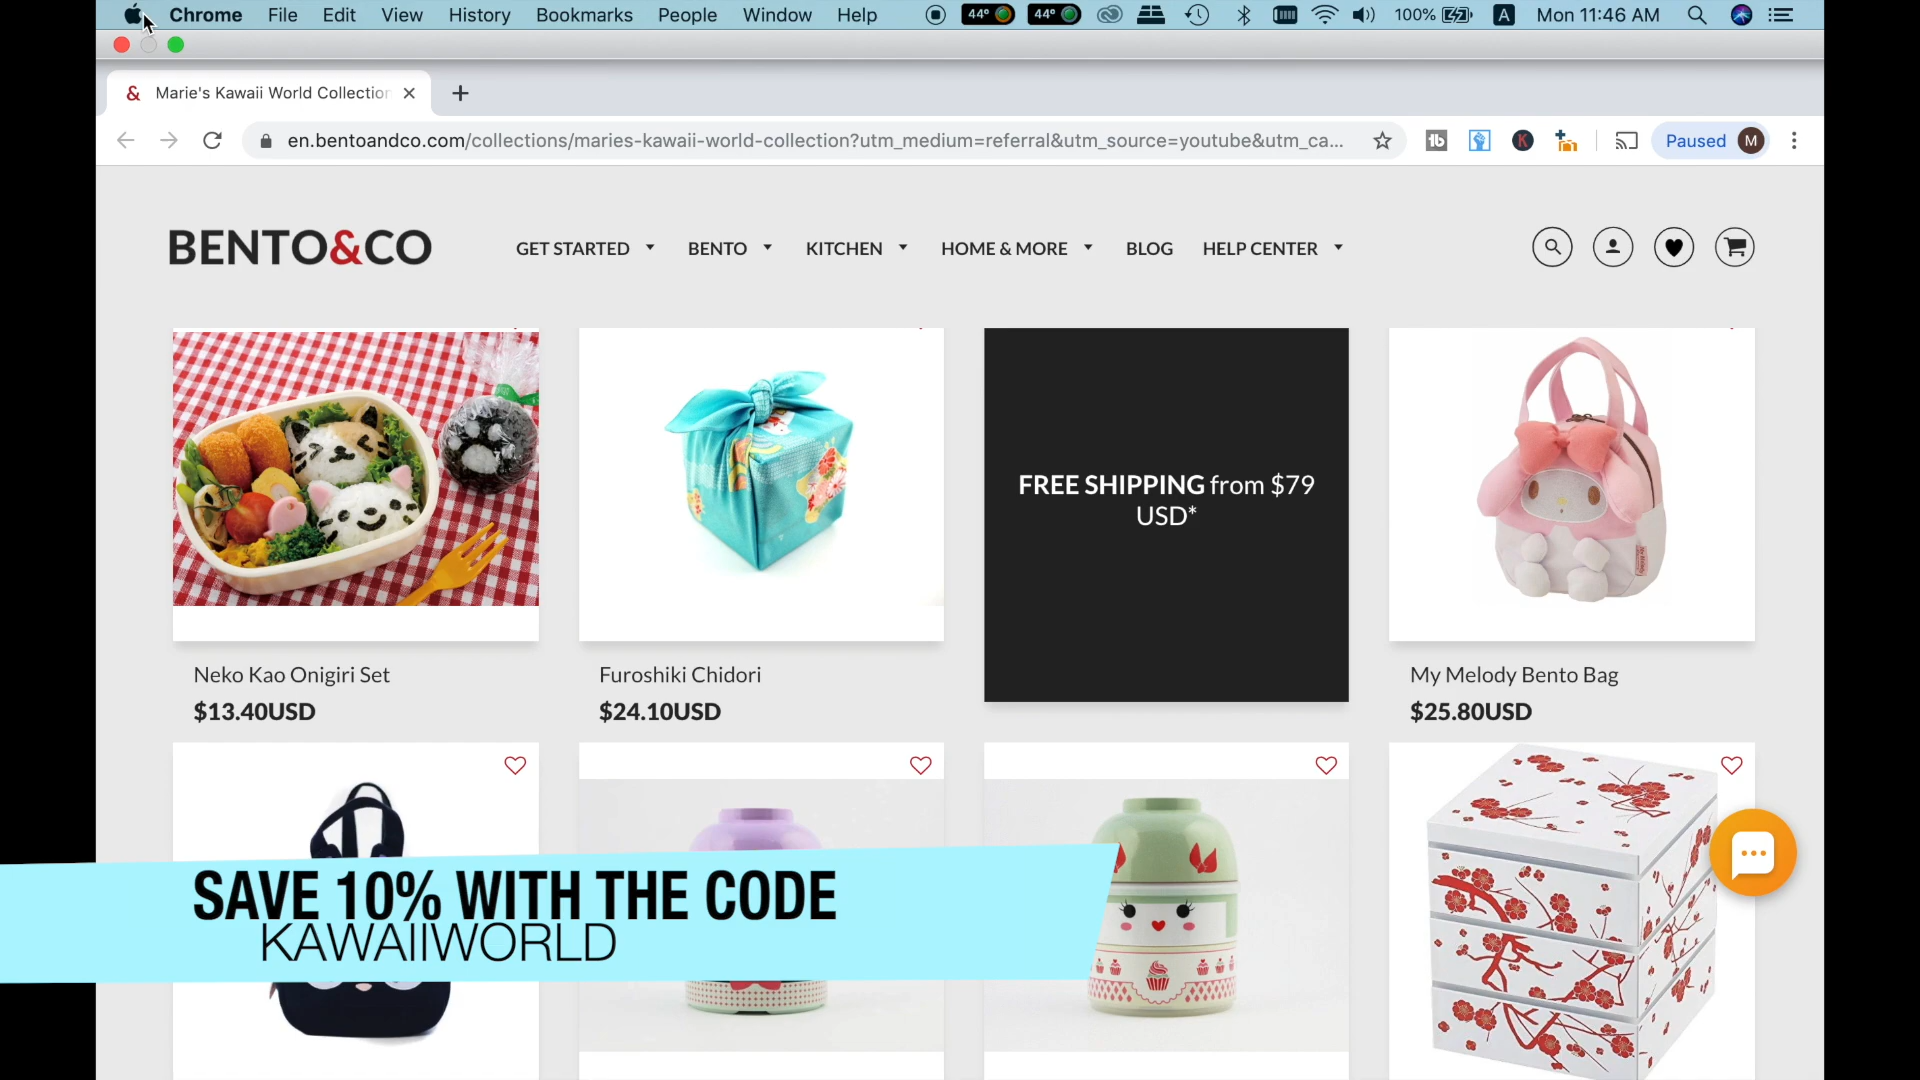 Chrome File Edit View History Bookmarks People Window Help 44° 44° 100% A Mon 11:46 AM
& Marie's Kawaii World Collection
en.bentoandco.com/collections/maries-kawaii-world-collection?utm_medium=referral&utm_source=youtube&utm_ca... tb K Paused M
BENTO&CO GET STARTED BENTO KITCHEN HOME & MORE BLOG HELP CENTER
FREE SHIPPING from $79
USD*
Neko Kao Onigiri Set Furoshiki Chidori My Melody Bento Bag
$13.40USD $24.10USD $25.80USD
SAVE 10% WITH THE CODE
KAWAIIWORLD